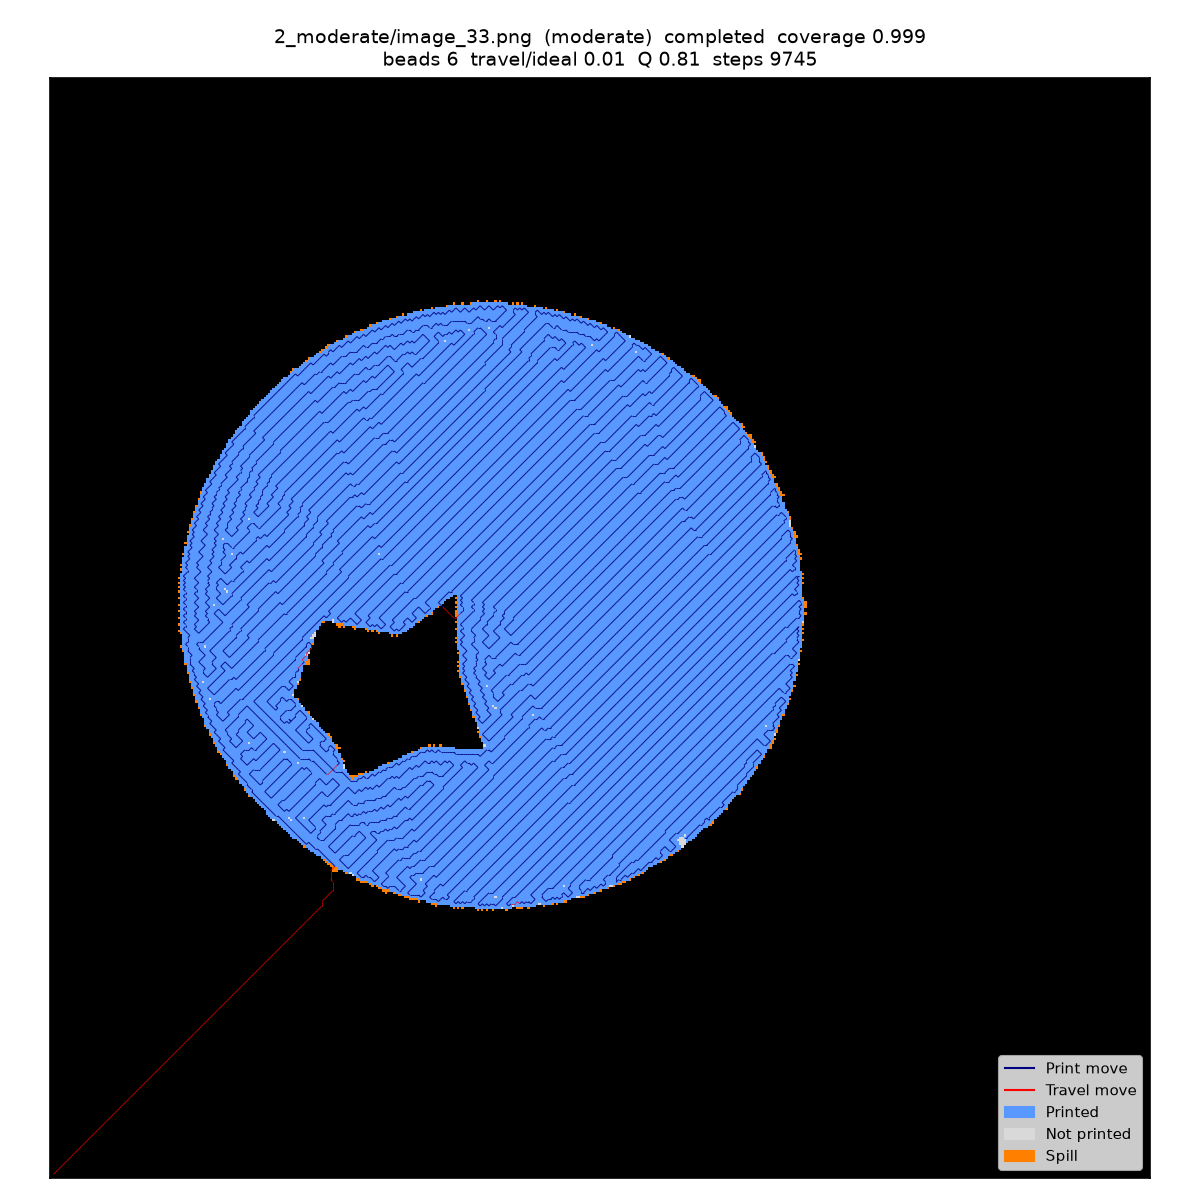 2_moderate/image_33.png  (moderate)  completed  coverage 0.999
beads 6  travel/ideal 0.01  Q 0.81  steps 9745
Print move
Travel move
Printed
Not printed
Spill